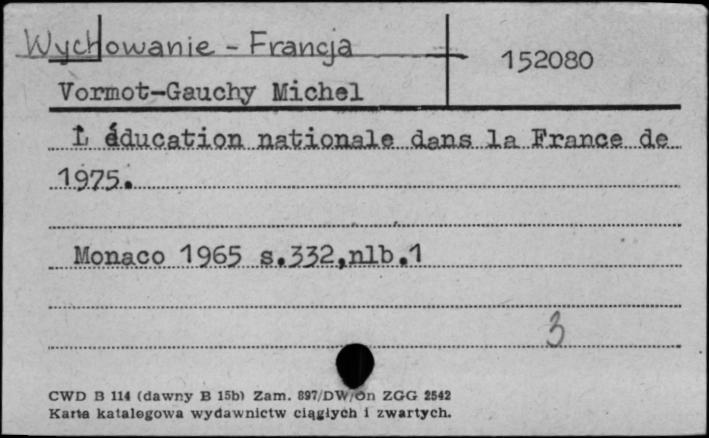 Wychowanie - Francja
152080
Vormot-Gauchy Michel
L éducation nationale dans la France de
1975.
Monaco 1965 s.332,nlb.1
3
CWD B 114 (dawny B 15b) Zam. 897/DW/On ZGG 2542
Karta katalogowa wydawnictw ciągłych i zwartych.